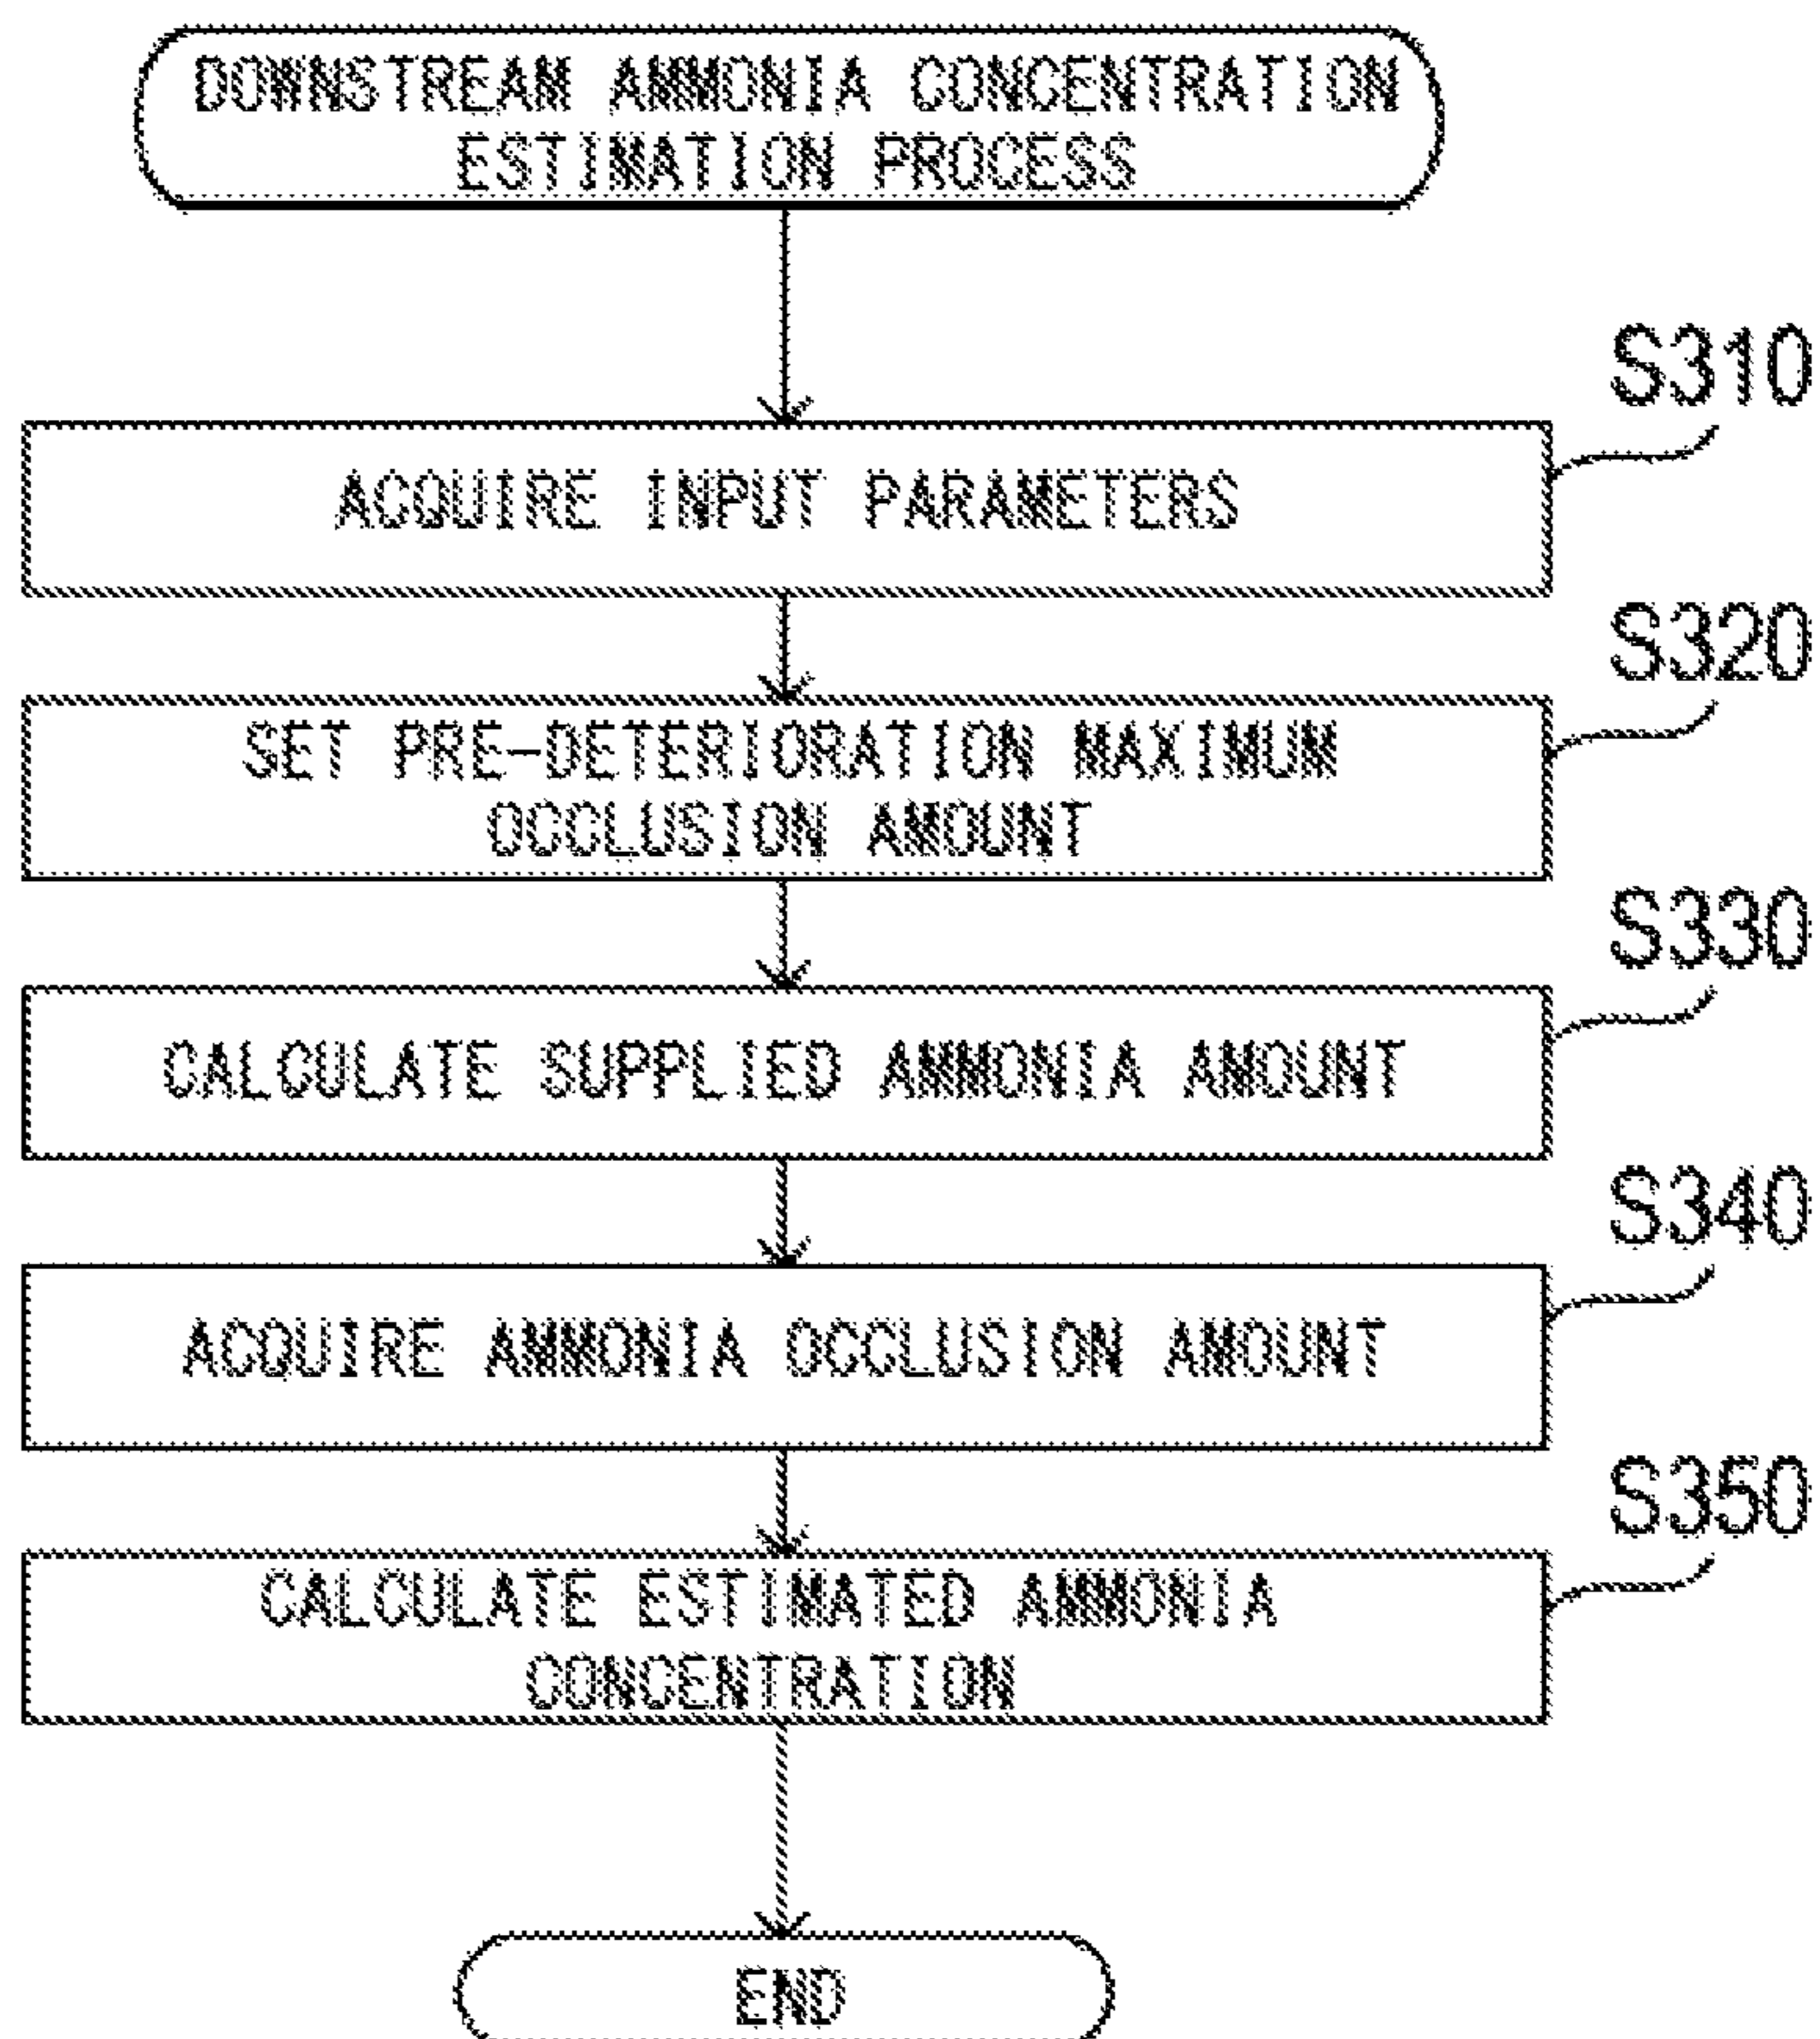 DOWNSTREAM AMMONIA CONCENTRATION
ESTIMATION PROCESS
S310
ACQUIRE INPUT PARAMETERS
S320
SET PRE-DETERIORATION MAXIMUM
OCCLUSION AMOUNT
S330
CALCULATE SUPPLIED AMMONIA AMOUNT
S340
ACQUIRE AMMONIA OCCLUSION AMOUNT
S350
CALCULATE ESTIMATED AMMONIA
CONCENTRATION
END